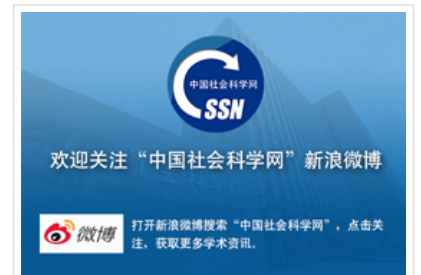 中国社会科学网
CSSN
欢迎关注“中国社会科学网”新浪微博
微博
打开新浪微博搜索“中国社会科学网”，点击关
注，获取更多学术资讯。